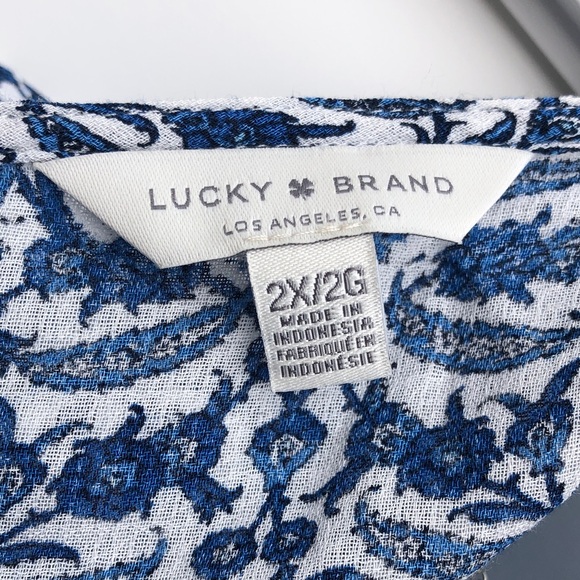 LUCKY BRAND
LOS ANGELES, CA
2X/2G
MADE IN
INDONESIA
FABRIQUÉ EN
INDONÉSIE